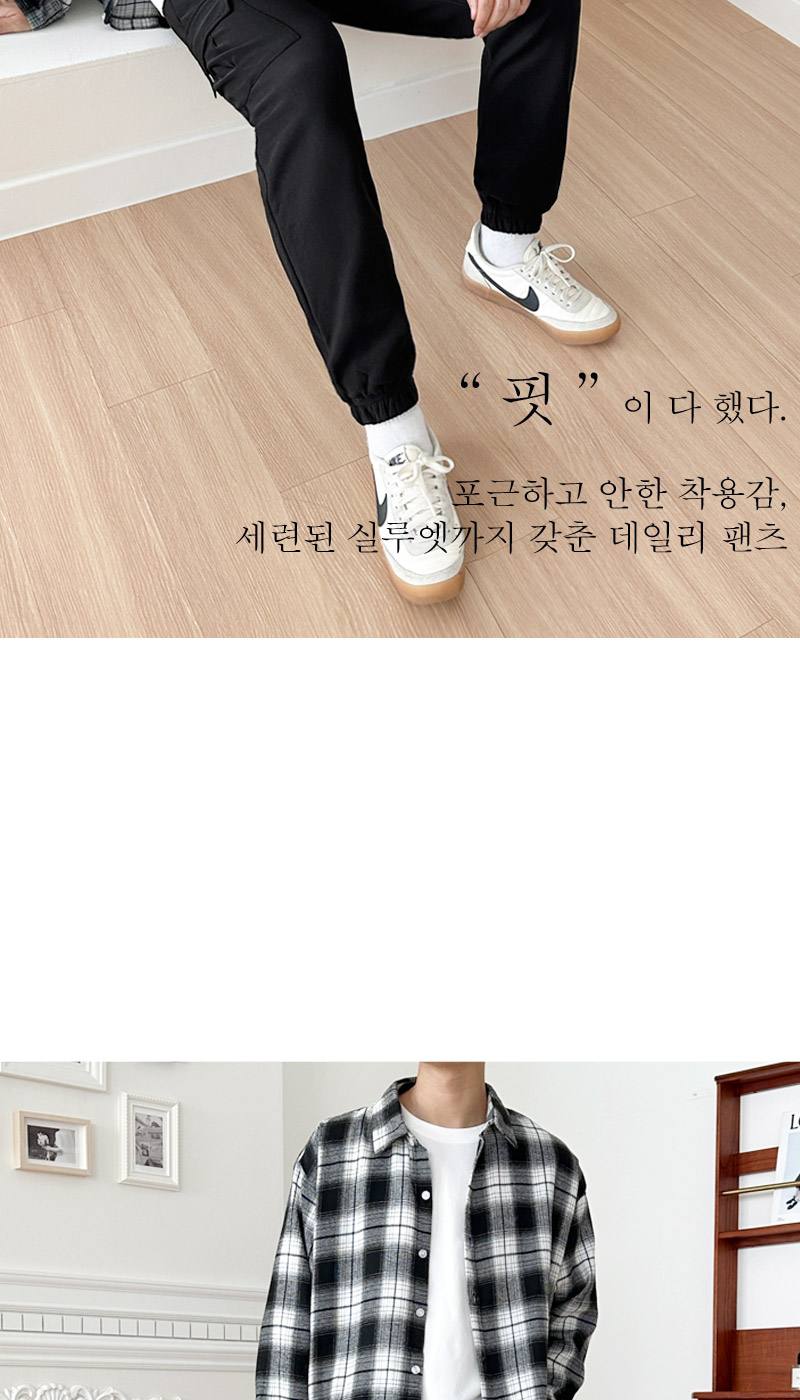 “ 핏 ” 이 다 했다.
포근하고 안한 착용감,
세련된 실루엣까지 갖춘 데일리 팬츠